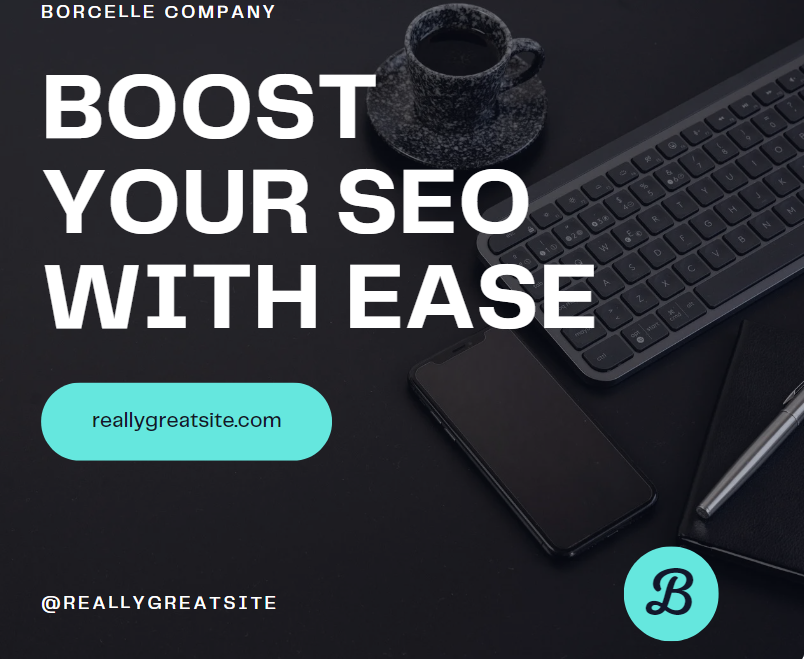 BORCELLE COMPANY
BOOST
YOUR SEO
WITH EASE
reallygreatsite.com
@REALLYGREATSITE
B